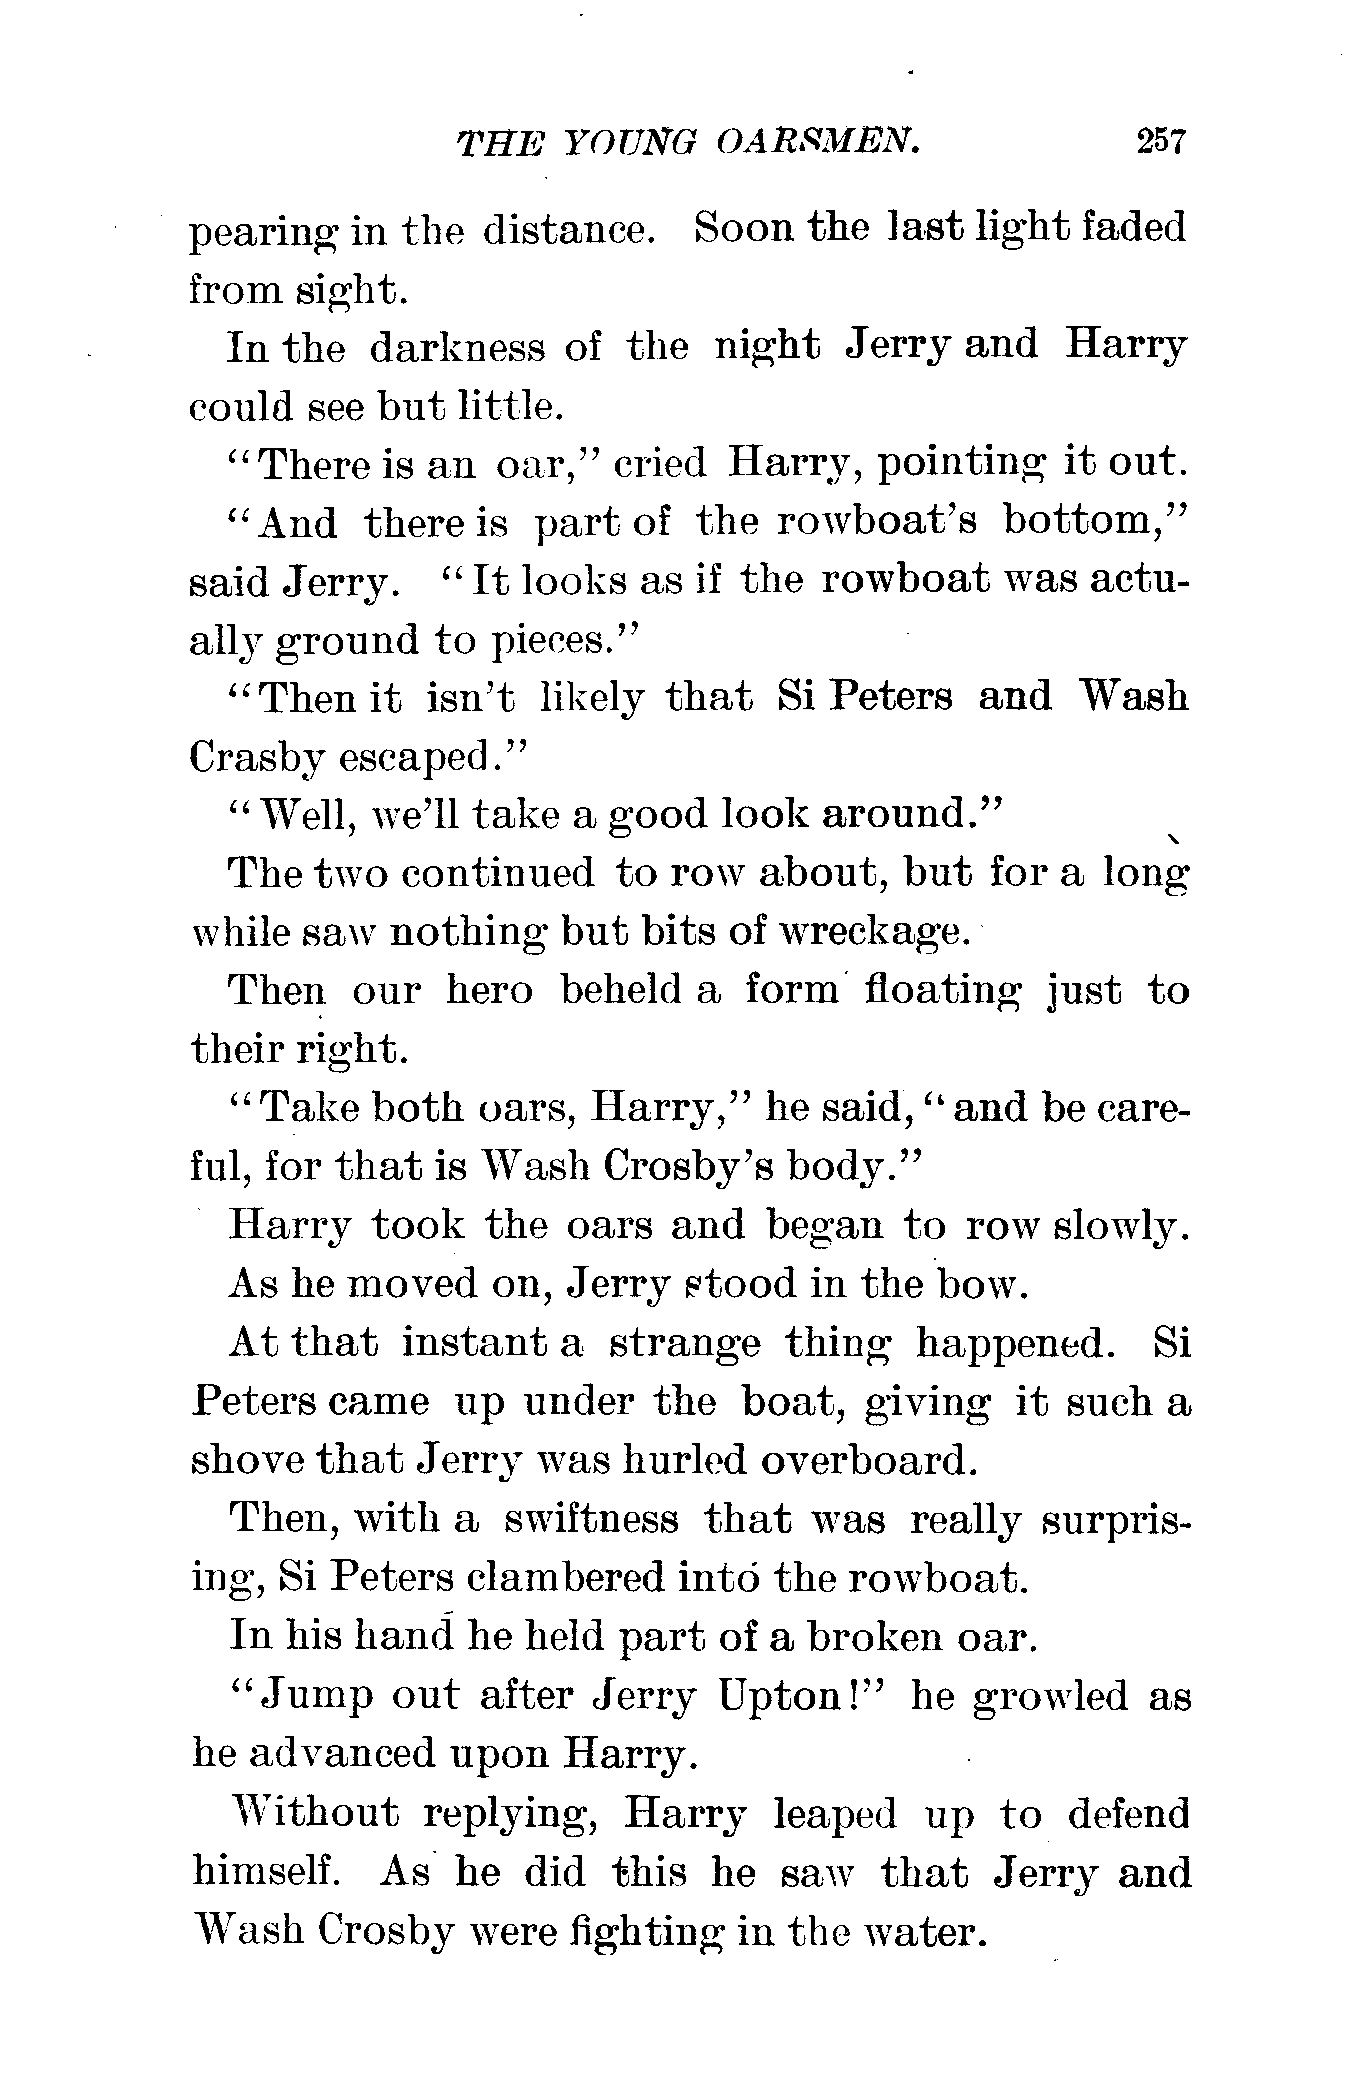 THE YOUNG OARSMEN. 257
pearing in the distance. Soon the last light faded
from sight.
In the darkness of the night Jerry and Harry
could see but little.
"There is an oar," cried Harry, pointing it out.
"And there is part of the rowboat's bottom,"
said Jerry. "It looks as if the rowboat was actu-
ally ground to pieces."
"Then it isn't likely that Si Peters and Wash
Crasby escaped."
"Well, we'll take a good look around."
The two continued to row about, but for a long
while saw nothing but bits of wreckage.
Then our hero beheld a form floating just to
their right.
"Take both oars, Harry," he said, "and be care-
ful, for that is Wash Crosby's body."
Harry took the oars and began to row slowly.
As he moved on, Jerry stood in the bow.
At that instant a strange thing happened. Si
Peters came up under the boat, giving it such a
shove that Jerry was hurled overboard.
Then, with a swiftness that was really surpris-
ing, Si Peters clambered into the rowboat.
In his hand he held part of a broken oar.
"Jump out after Jerry Upton!" he growled as
he advanced upon Harry.
Without replying, Harry leaped up to defend
himself. As he did this he saw that Jerry and
Wash Crosby were fighting in the water.